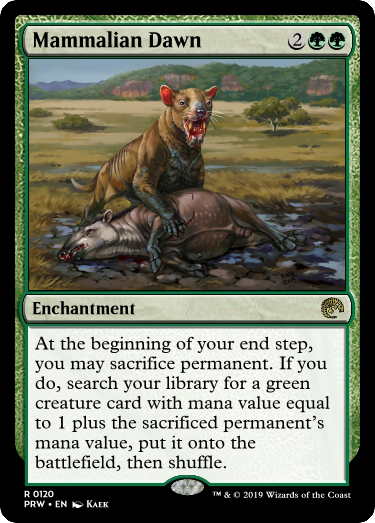 Mammalian Dawn 2
Enchantment
At the beginning of your end step,
you may sacrifice permanent. If you
do, search your library for a green
creature card with mana value equal
to 1 plus the sacrificed permanent's
mana value, put it onto the
battlefield, then shuffle.
R 0120
PRW • EN Kaek
™ & © 2019 Wizards of the Coast